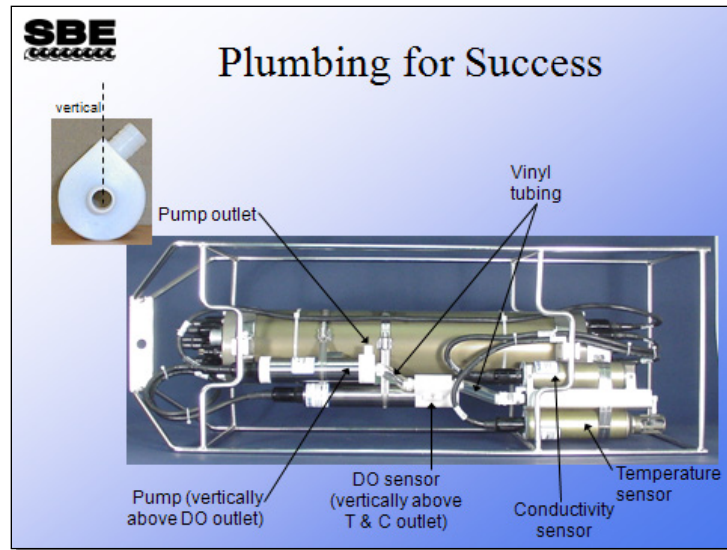 SBE
Plumbing for Success
vertical
Pump outlet
Vinyl
tubing
Pump (vertically
above DO outlet)
DO sensor
(vertically above
T & C outlet)
Conductivity
sensor
Temperature
sensor